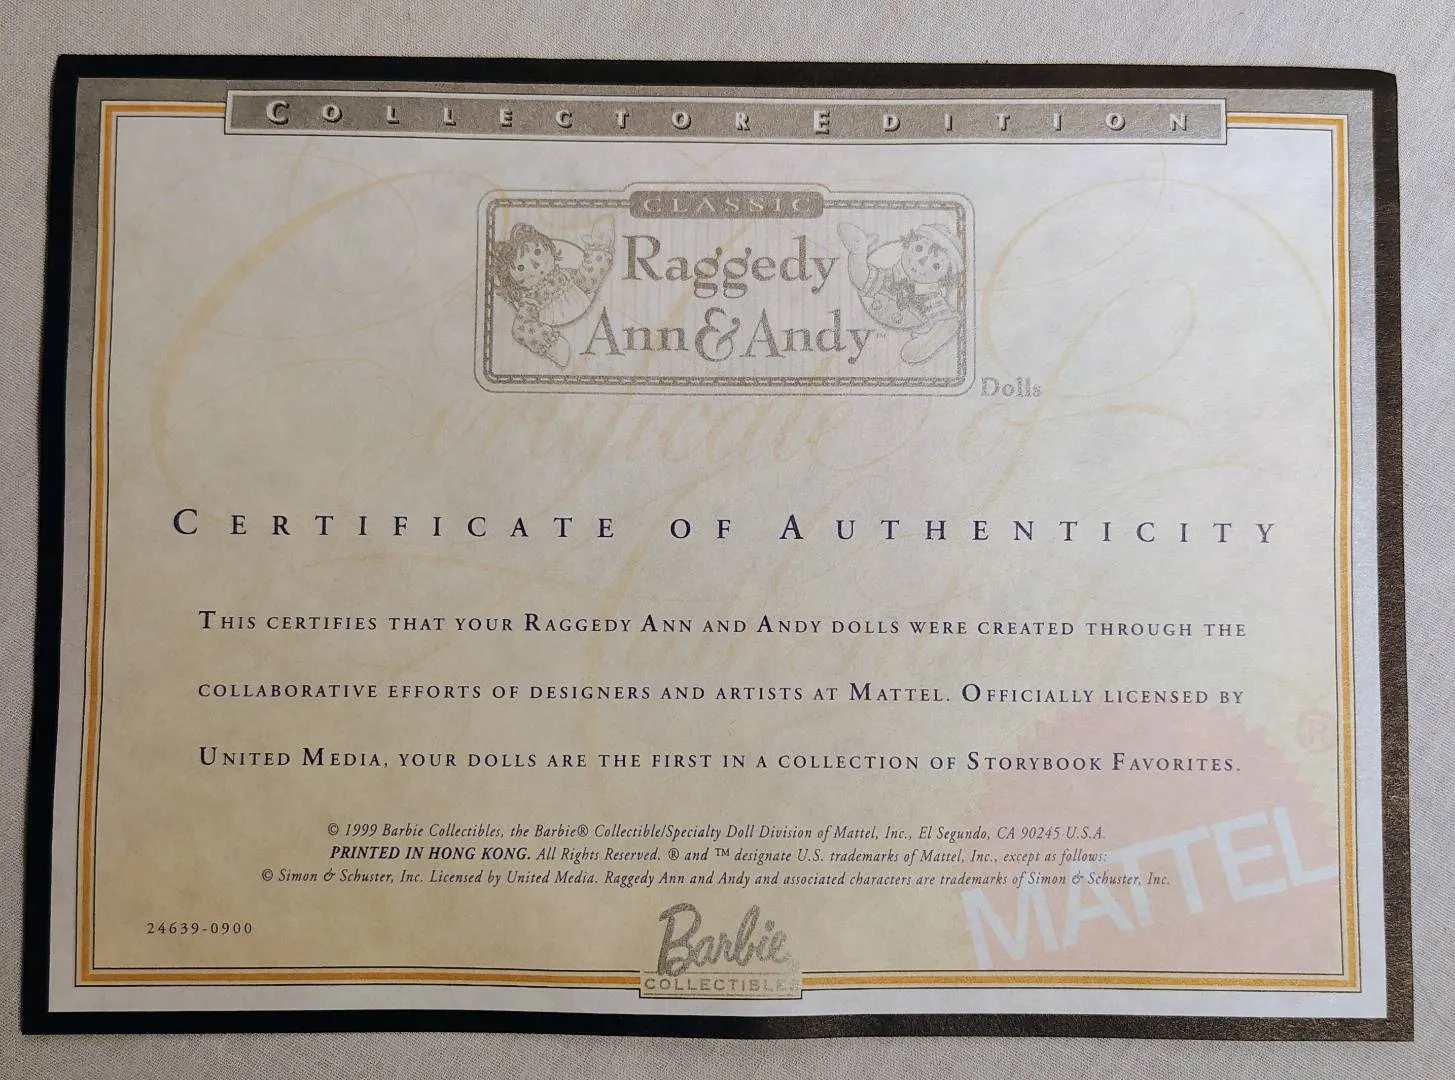 COLLECTOR EDITION
CLASSIC
Raggedy
Ann & Andy™
Dolls
Certificate of
CERTIFICATE OF AUTHENTICITY
THIS CERTIFIES THAT YOUR RAGGEDY ANN AND ANDY DOLLS WERE CREATED THROUGH THE
COLLABORATIVE EFFORTS OF DESIGNERS AND ARTISTS AT MATTEL. OFFICIALLY LICENSED BY
UNITED MEDIA, YOUR DOLLS ARE THE FIRST IN A COLLECTION OF STORYBOOK FAVORITES.
© 1999 Barbie Collectibles, the Barbie® Collectible/Specialty Doll Division of Mattel, Inc., El Segundo, CA 90245 U.S.A.
PRINTED IN HONG KONG. All Rights Reserved. ® and ™ designate U.S. trademarks of Mattel, Inc., except as follows:
© Simon & Schuster, Inc. Licensed by United Media. Raggedy Ann and Andy and associated characters are trademarks of Simon & Schuster, Inc.
MATTEL®
24639-0900
Barbie
COLLECTIBLES